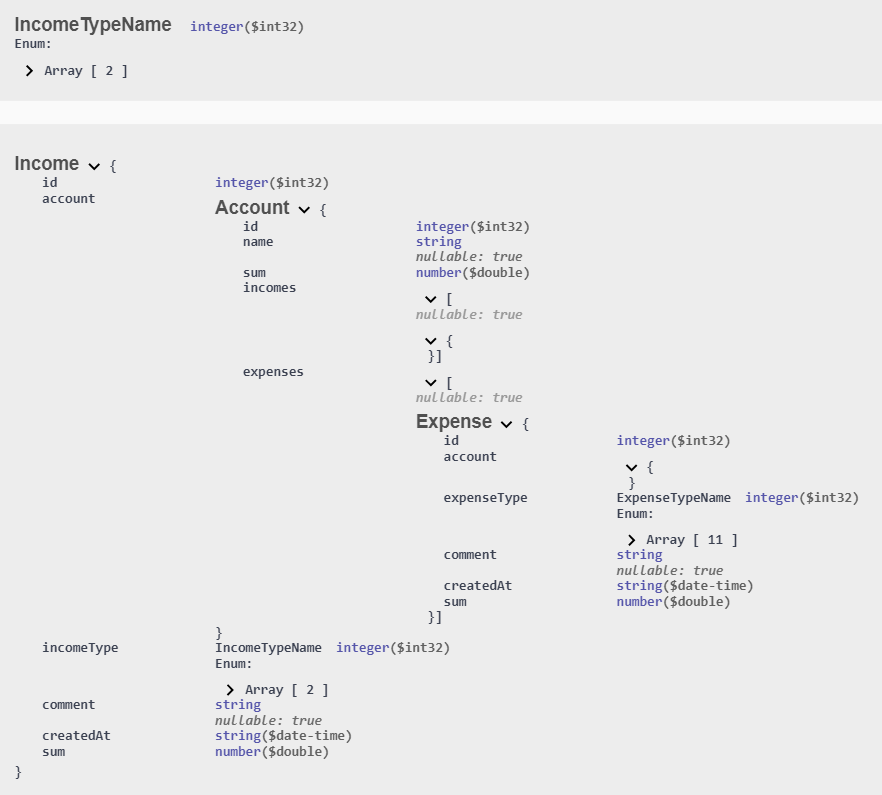 IncomeTypeName integer($int32)
Enum:
Array [ 2 ]
Income {
id integer($int32)
account
Account {
id integer($int32)
name string
nullable: true
sum number($double)
incomes
[
nullable: true
{
}]
expenses
[
nullable: true
Expense {
id integer($int32)
account
{
}
expenseType ExpenseTypeName integer($int32)
Enum:
Array [ 11 ]
comment string
nullable: true
createdAt string($date-time)
sum number($double)
}]
}
incomeType IncomeTypeName integer($int32)
Enum:
Array [ 2 ]
comment string
nullable: true
createdAt string($date-time)
sum number($double)
}